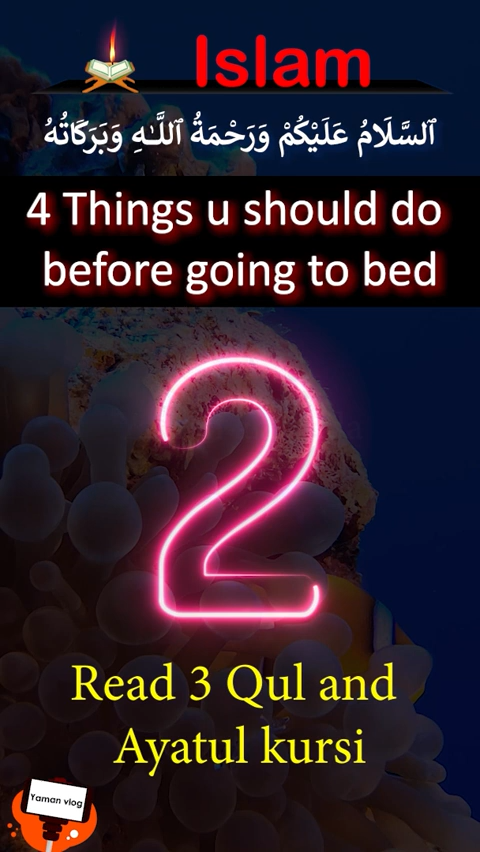 Islam
ٱلسَّلَامُ عَلَيْكُمْ وَرَحْمَةُ ٱللَّـٰهِ وَبَرَكَاتُهُ
4 Things u should do
before going to bed
2
Read 3 Qul and
Ayatul kursi
Yaman vlog